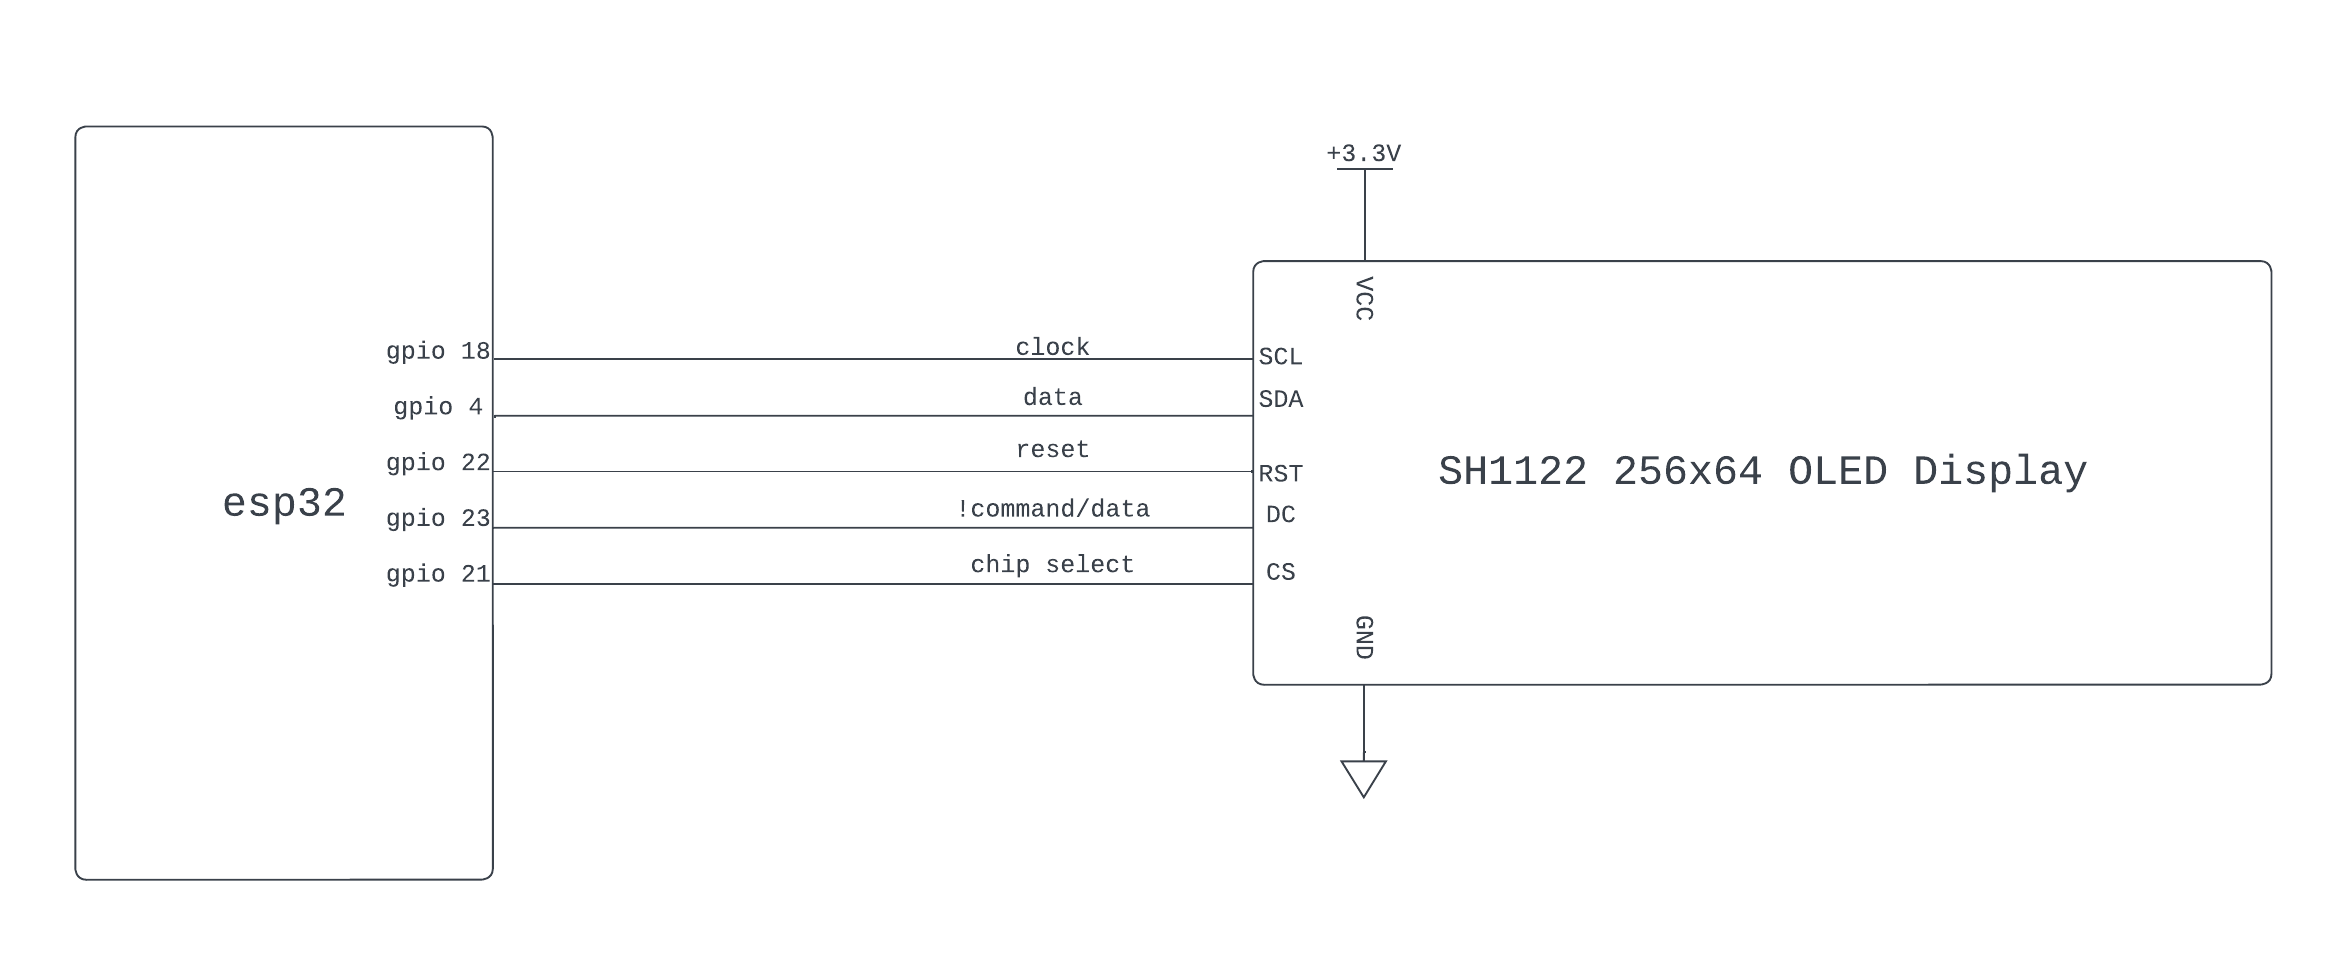 +3.3V
VCC
gpio 18
clock
SCL
gpio 4
data
SDA
gpio 22
reset
RST
esp32
SH1122 256x64 OLED Display
gpio 23
!command/data
DC
gpio 21
chip select
CS
GND